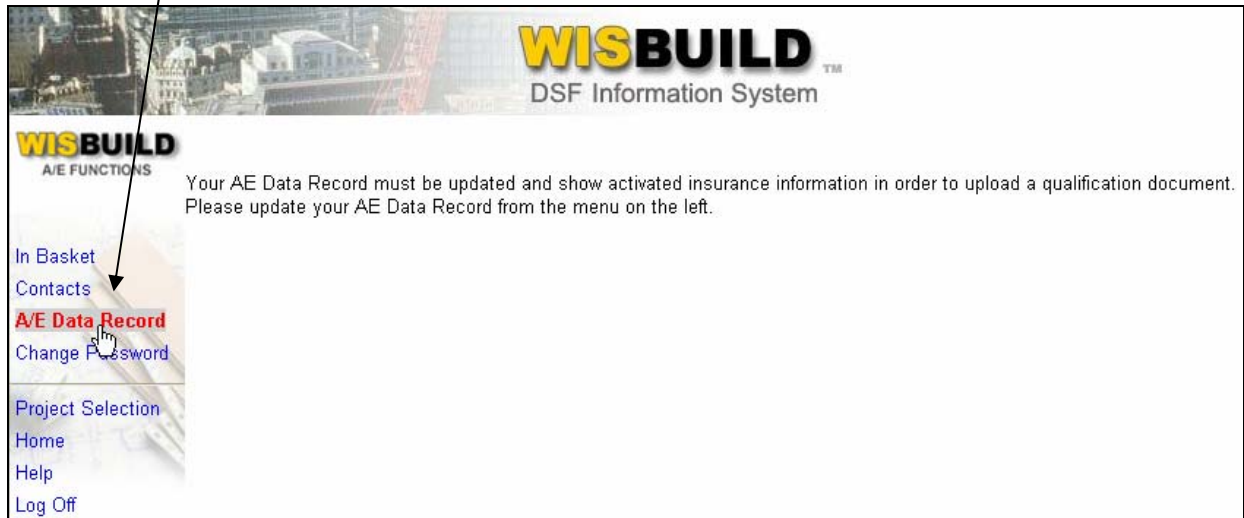 WISBUILD TM
DSF Information System
WISBUILD
A/E FUNCTIONS
Your AE Data Record must be updated and show activated insurance information in order to upload a qualification document.
Please update your AE Data Record from the menu on the left.
In Basket
Contacts
A/E Data Record
Change Password
Project Selection
Home
Help
Log Off